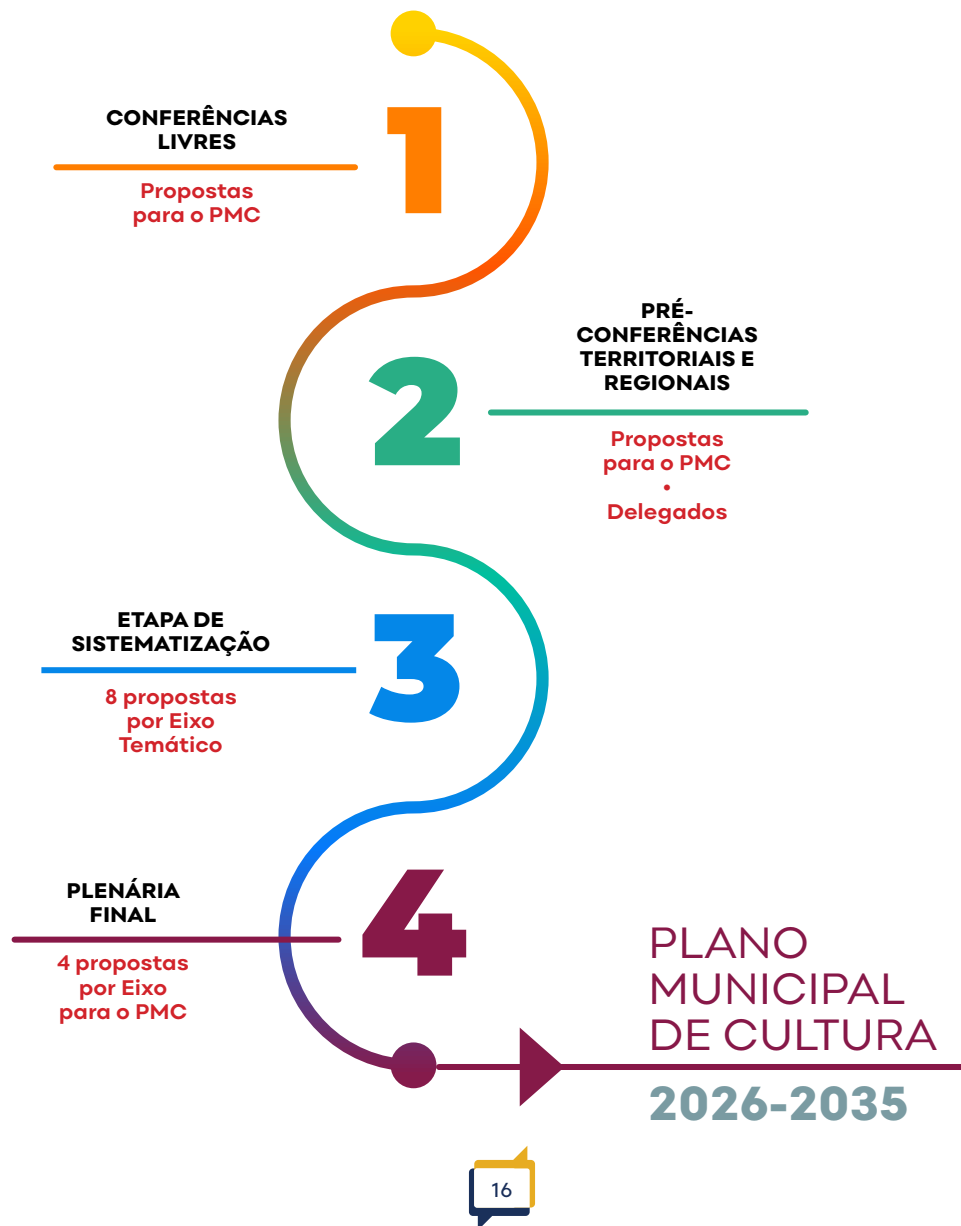 CONFERÊNCIAS
LIVRES
Propostas
para o PMC
1
PRÉ-
CONFERÊNCIAS
TERRITORIAIS E
REGIONAIS
Propostas
para o PMC
•
Delegados
2
ETAPA DE
SISTEMATIZAÇÃO
8 propostas
por Eixo
Temático
3
PLENÁRIA
FINAL
4 propostas
por Eixo
para o PMC
4
PLANO
MUNICIPAL
DE CULTURA
2026-2035
16